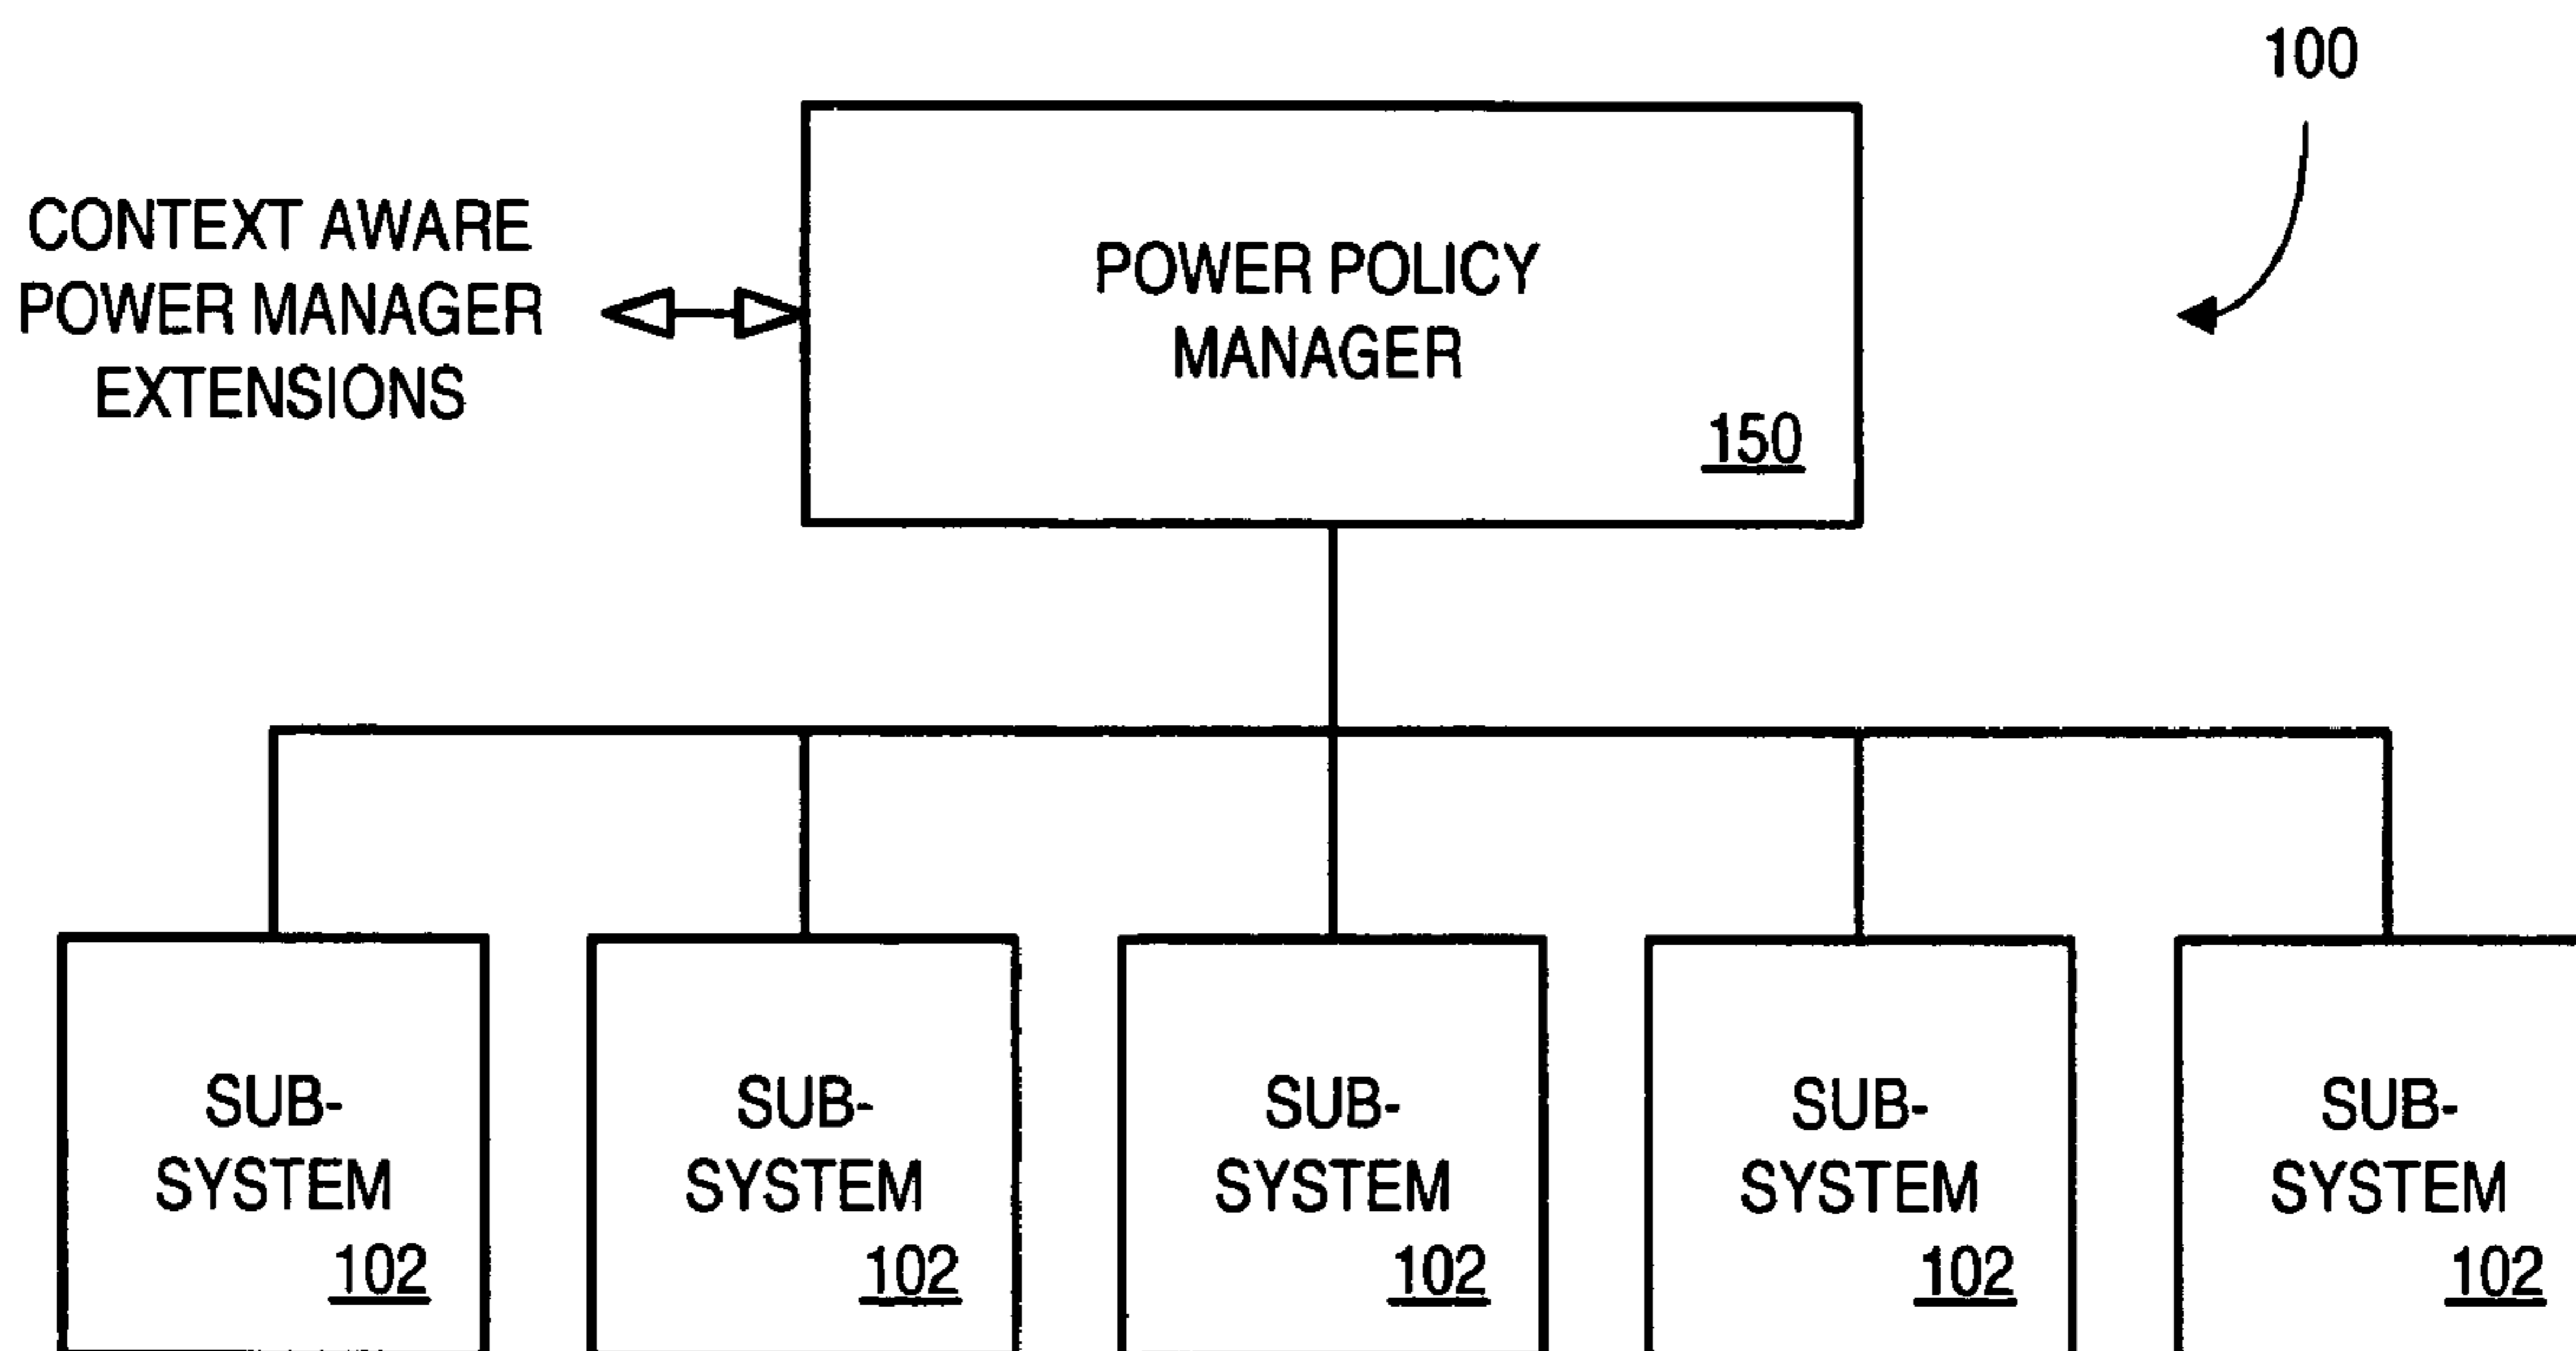 100
CONTEXT AWARE
POWER MANAGER
EXTENSIONS
POWER POLICY
MANAGER
150
SUB-
SYSTEM
102
SUB-
SYSTEM
102
SUB-
SYSTEM
102
SUB-
SYSTEM
102
SUB-
SYSTEM
102